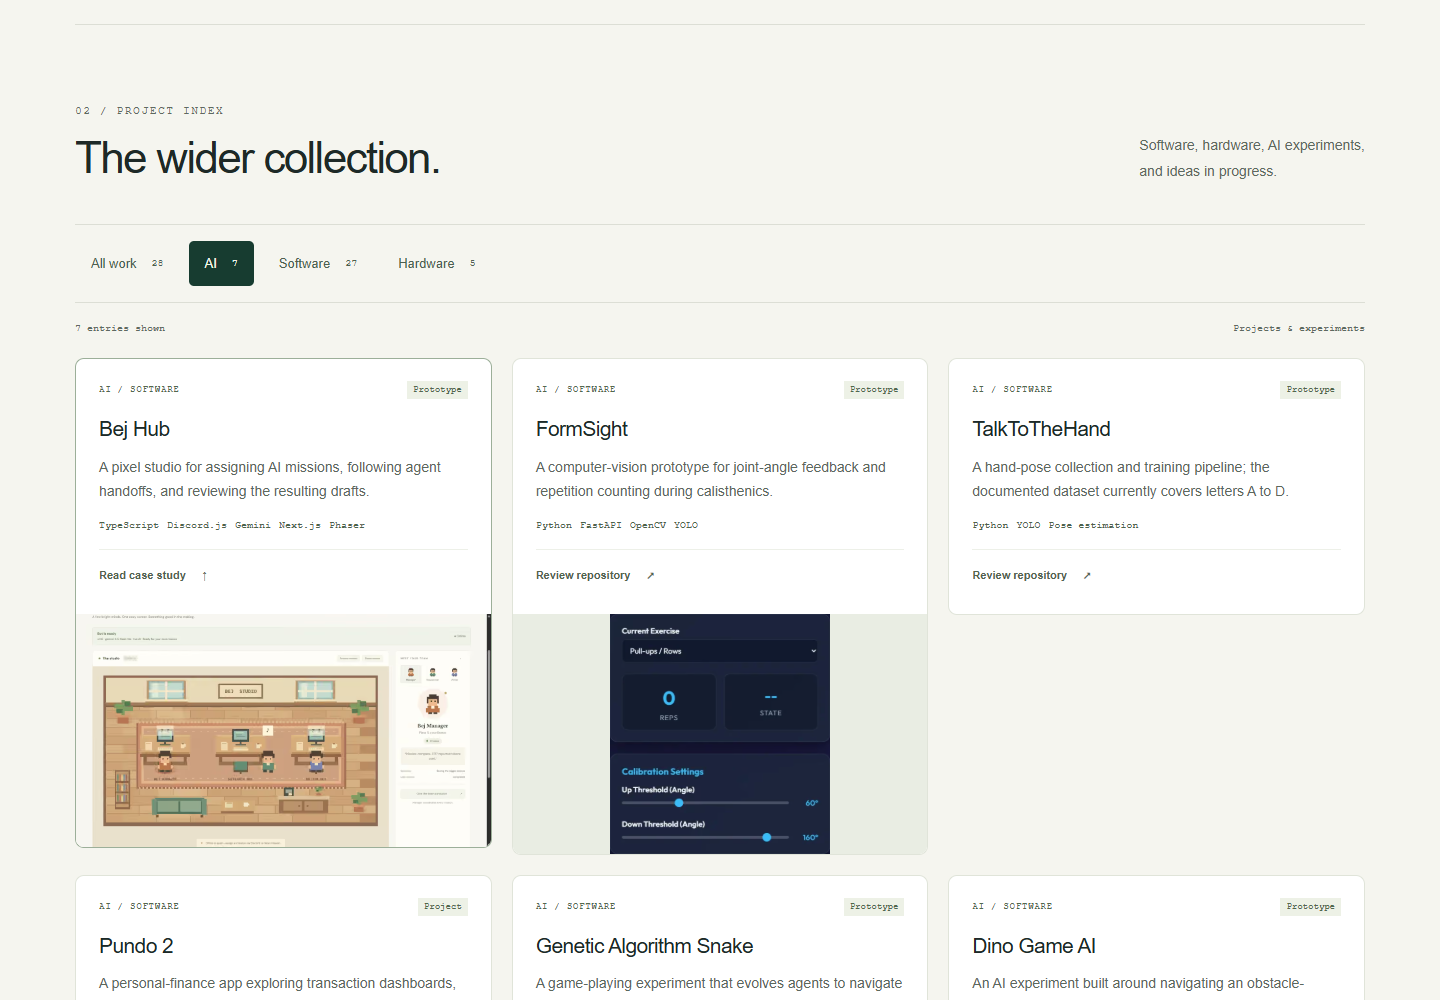 02 / PROJECT INDEX
The wider collection.
Software, hardware, AI experiments,
and ideas in progress.
All work 28
AI 7
Software 27
Hardware 5
7 entries shown
Projects & experiments
AI / SOFTWARE
Prototype
Bej Hub
A pixel studio for assigning AI missions, following agent
handoffs, and reviewing the resulting drafts.
TypeScript Discord.js Gemini Next.js Phaser
Read case study ↑
The studio
BEJ STUDIO
Bej Manager
AI / SOFTWARE
Prototype
FormSight
A computer-vision prototype for joint-angle feedback and
repetition counting during calisthenics.
Python FastAPI OpenCV YOLO
Review repository ↗
Current Exercise
Pull-ups / Rows
0
REPS
--
STATE
Calibration Settings
Up Threshold (Angle)
60°
Down Threshold (Angle)
160°
AI / SOFTWARE
Prototype
TalkToTheHand
A hand-pose collection and training pipeline; the
documented dataset currently covers letters A to D.
Python YOLO Pose estimation
Review repository ↗
AI / SOFTWARE
Project
Pundo 2
A personal-finance app exploring transaction dashboards,
AI / SOFTWARE
Prototype
Genetic Algorithm Snake
A game-playing experiment that evolves agents to navigate
AI / SOFTWARE
Prototype
Dino Game AI
An AI experiment built around navigating an obstacle-